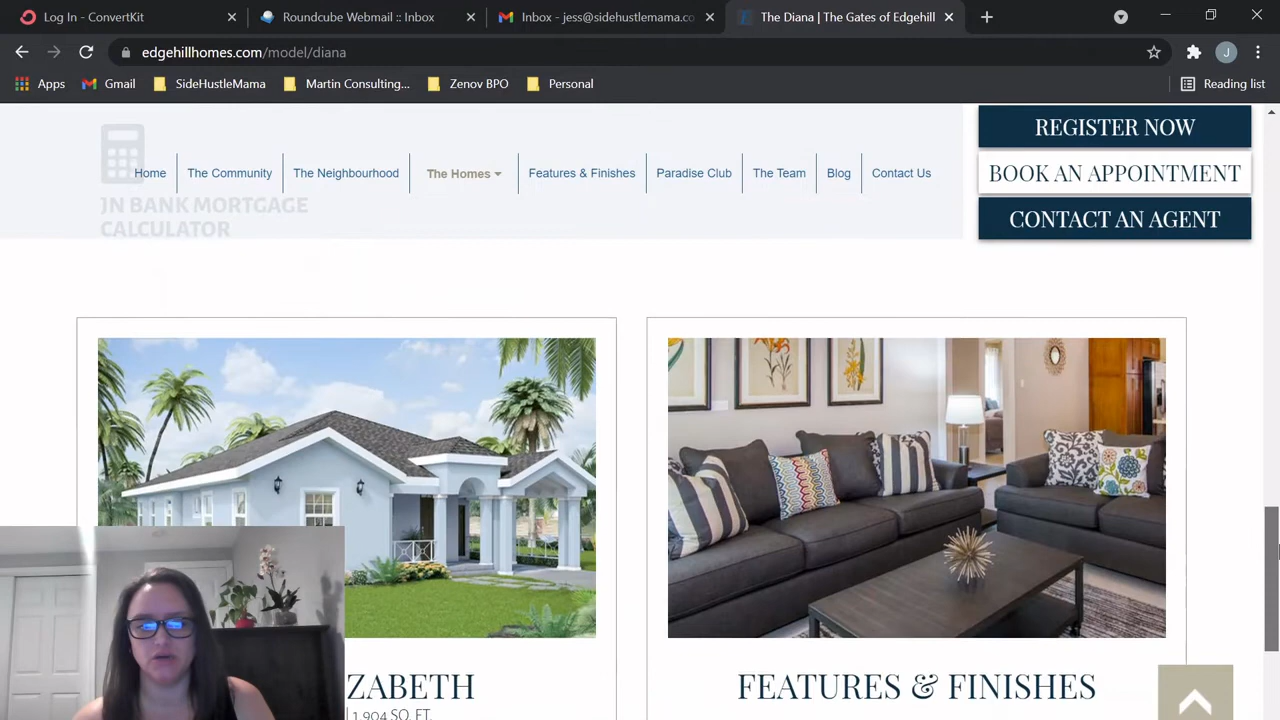 Log In - ConvertKit
Roundcube Webmail :: Inbox
Inbox - jess@sidehustlemama.co
The Diana | The Gates of Edgehill
edgehillhomes.com/model/diana
J
Apps
Gmail
SideHustleMama
Martin Consulting,...
Zenov BPO
Personal
Reading list
REGISTER NOW
BOOK AN APPOINTMENT
CONTACT AN AGENT
Home
The Community
The Neighbourhood
The Homes
Features & Finishes
Paradise Club
The Team
Blog
Contact Us
JN BANK MORTGAGE
CALCULATOR
ZABETH
| 1,904 SQ. FT.
FEATURES & FINISHES